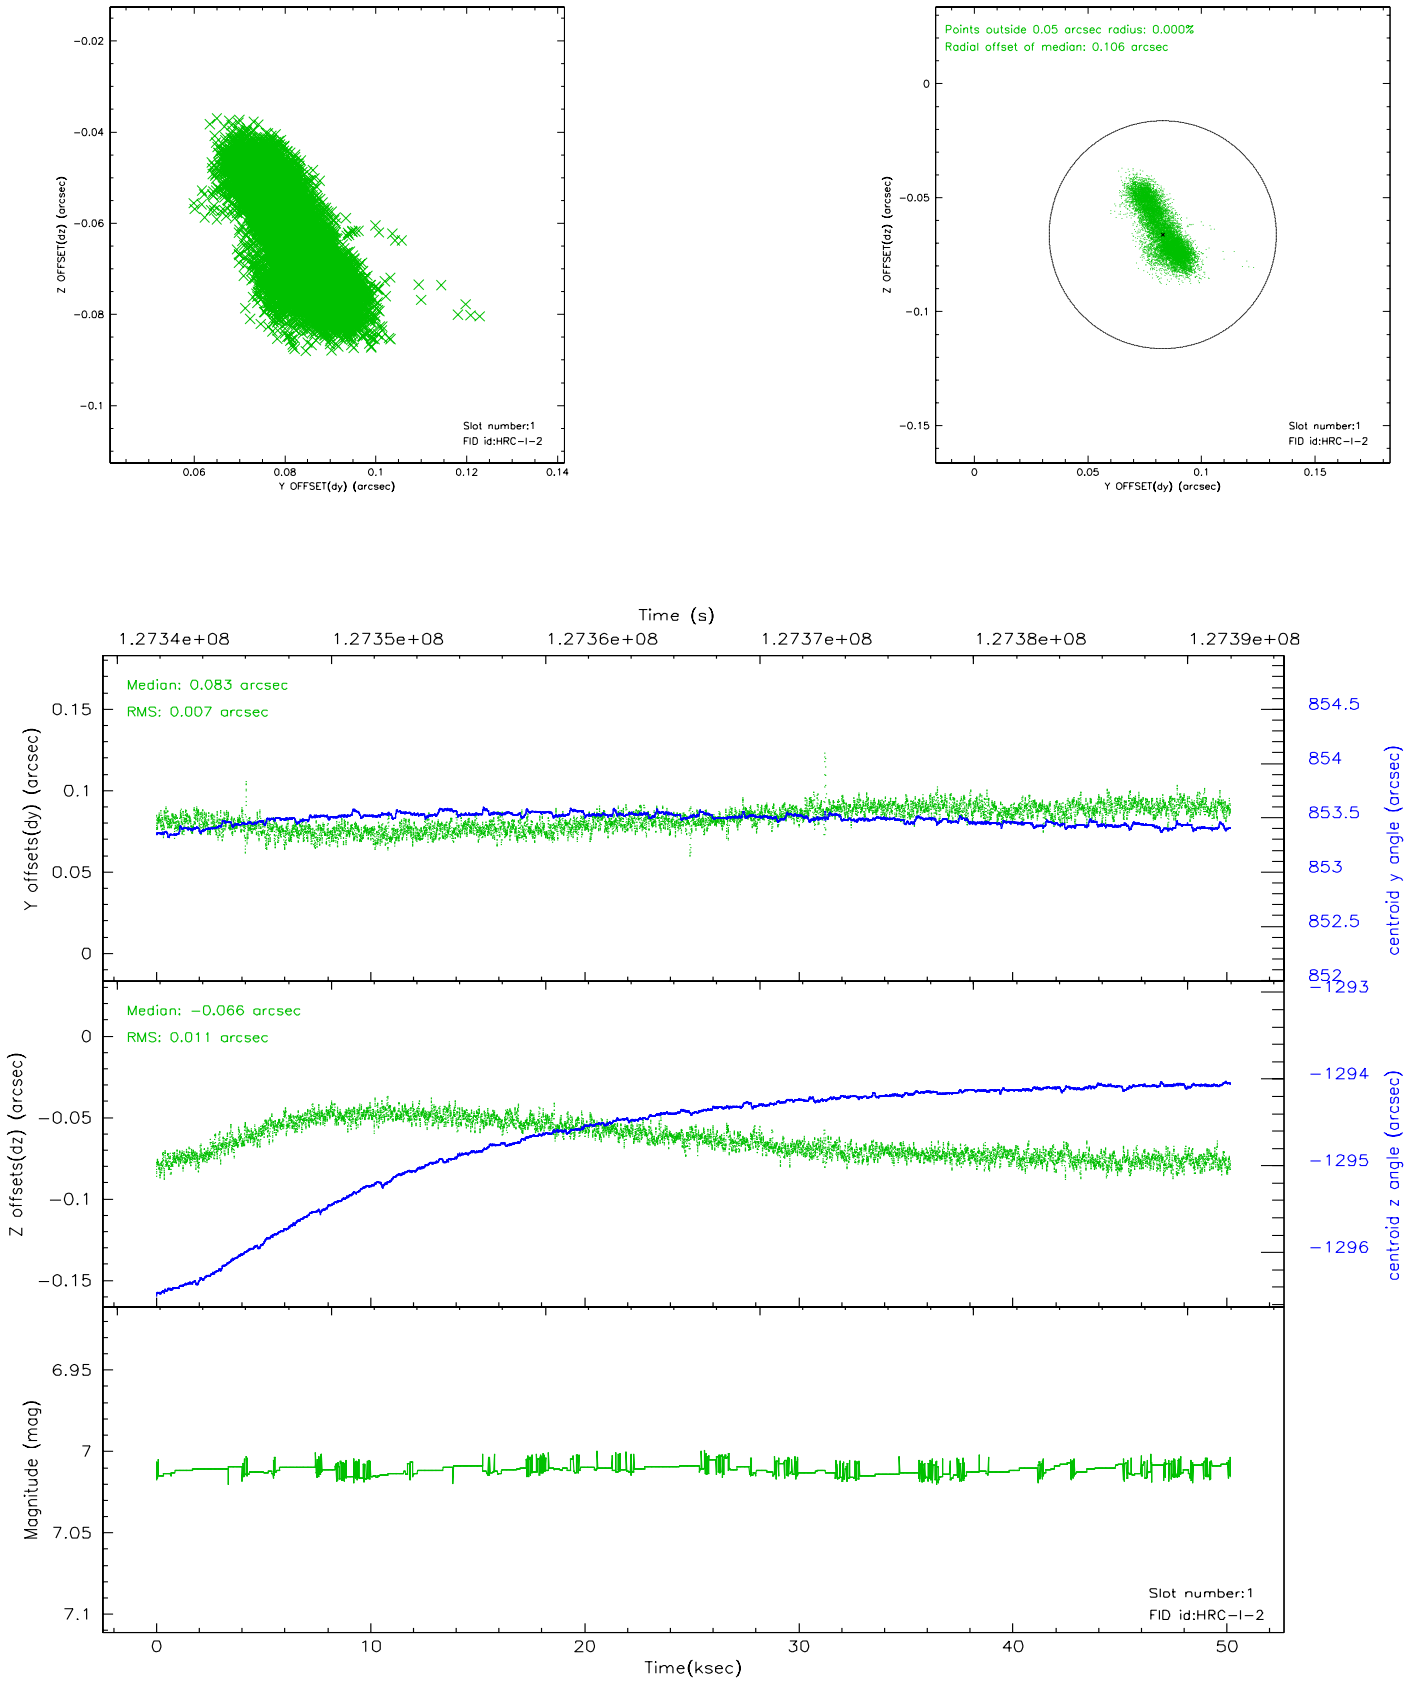 −0.02
−0.04
−0.06
−0.08
−0.1
Z OFFSET(dz) (arcsec)
Slot number:1
FID id:HRC−I−2
0.06 0.08 0.1 0.12 0.14
Y OFFSET(dy) (arcsec)
Points outside 0.05 arcsec radius: 0.000%
Radial offset of median: 0.106 arcsec
0
−0.05
−0.1
−0.15
Z OFFSET(dz) (arcsec)
Slot number:1
FID id:HRC−I−2
0 0.05 0.1 0.15
Y OFFSET(dy) (arcsec)
Time (s)
1.2734e+08 1.2735e+08 1.2736e+08 1.2737e+08 1.2738e+08 1.2739e+08
Median: 0.083 arcsec
RMS: 0.007 arcsec
0.15
0.1
0.05
0
Y offsets(dy) (arcsec)
854.5
854
853.5
853
852.5
852
centroid y angle (arcsec)
Median: −0.066 arcsec
RMS: 0.011 arcsec
0
−0.05
−0.1
−0.15
Z offsets(dz) (arcsec)
−1293
−1294
−1295
−1296
centroid z angle (arcsec)
6.95
7
7.05
7.1
Magnitude (mag)
Slot number:1
FID id:HRC−I−2
0 10 20 30 40 50
Time(ksec)